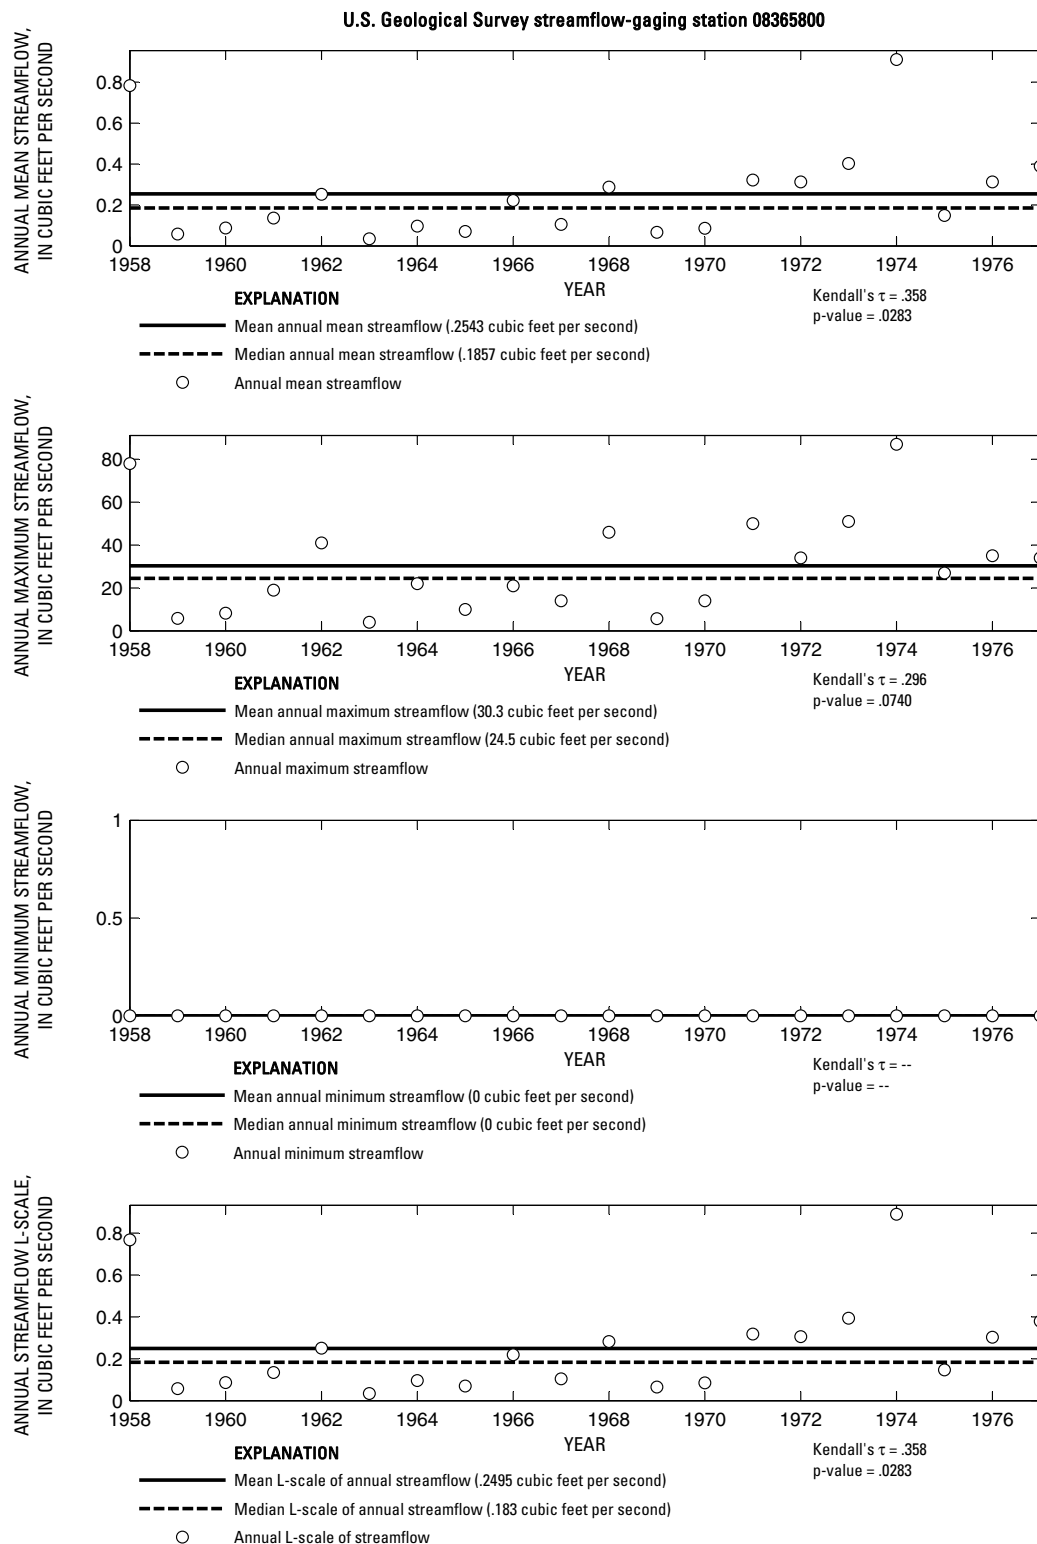 U.S. Geological Survey streamflow-gaging station 08365800
ANNUAL MEAN STREAMFLOW,
IN CUBIC FEET PER SECOND
0.8
0.6
0.4
0.2
0
1958 1960 1962 1964 1966 1968 1970 1972 1974 1976
YEAR
EXPLANATION
Mean annual mean streamflow (.2543 cubic feet per second)
Median annual mean streamflow (.1857 cubic feet per second)
Annual mean streamflow
Kendall's τ = .358
p-value = .0283
ANNUAL MAXIMUM STREAMFLOW,
IN CUBIC FEET PER SECOND
80
60
40
20
0
1958 1960 1962 1964 1966 1968 1970 1972 1974 1976
YEAR
EXPLANATION
Mean annual maximum streamflow (30.3 cubic feet per second)
Median annual maximum streamflow (24.5 cubic feet per second)
Annual maximum streamflow
Kendall's τ = .296
p-value = .0740
ANNUAL MINIMUM STREAMFLOW,
IN CUBIC FEET PER SECOND
1
0.5
0
1958 1960 1962 1964 1966 1968 1970 1972 1974 1976
YEAR
EXPLANATION
Mean annual minimum streamflow (0 cubic feet per second)
Median annual minimum streamflow (0 cubic feet per second)
Annual minimum streamflow
Kendall's τ = --
p-value = --
ANNUAL STREAMFLOW L-SCALE,
IN CUBIC FEET PER SECOND
0.8
0.6
0.4
0.2
0
1958 1960 1962 1964 1966 1968 1970 1972 1974 1976
YEAR
EXPLANATION
Mean L-scale of annual streamflow (.2495 cubic feet per second)
Median L-scale of annual streamflow (.183 cubic feet per second)
Annual L-scale of streamflow
Kendall's τ = .358
p-value = .0283